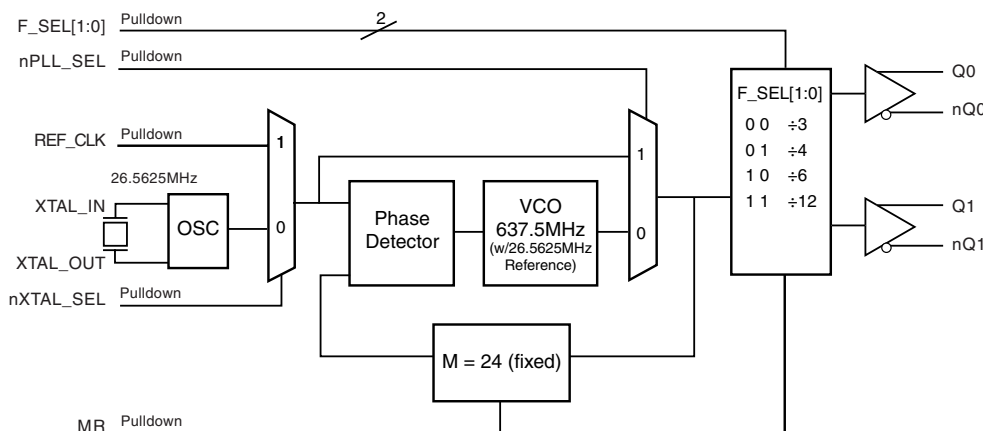 F_SEL[1:0] Pulldown 2
nPLL_SEL Pulldown
REF_CLK Pulldown
1
26.5625MHz
XTAL_IN
OSC
0
XTAL_OUT
nXTAL_SEL Pulldown
Phase
Detector
VCO
637.5MHz
(w/26.5625MHz
Reference)
1
0
M = 24 (fixed)
F_SEL[1:0]
0 0 ÷3
0 1 ÷4
1 0 ÷6
1 1 ÷12
Q0
nQ0
Q1
nQ1
MR Pulldown